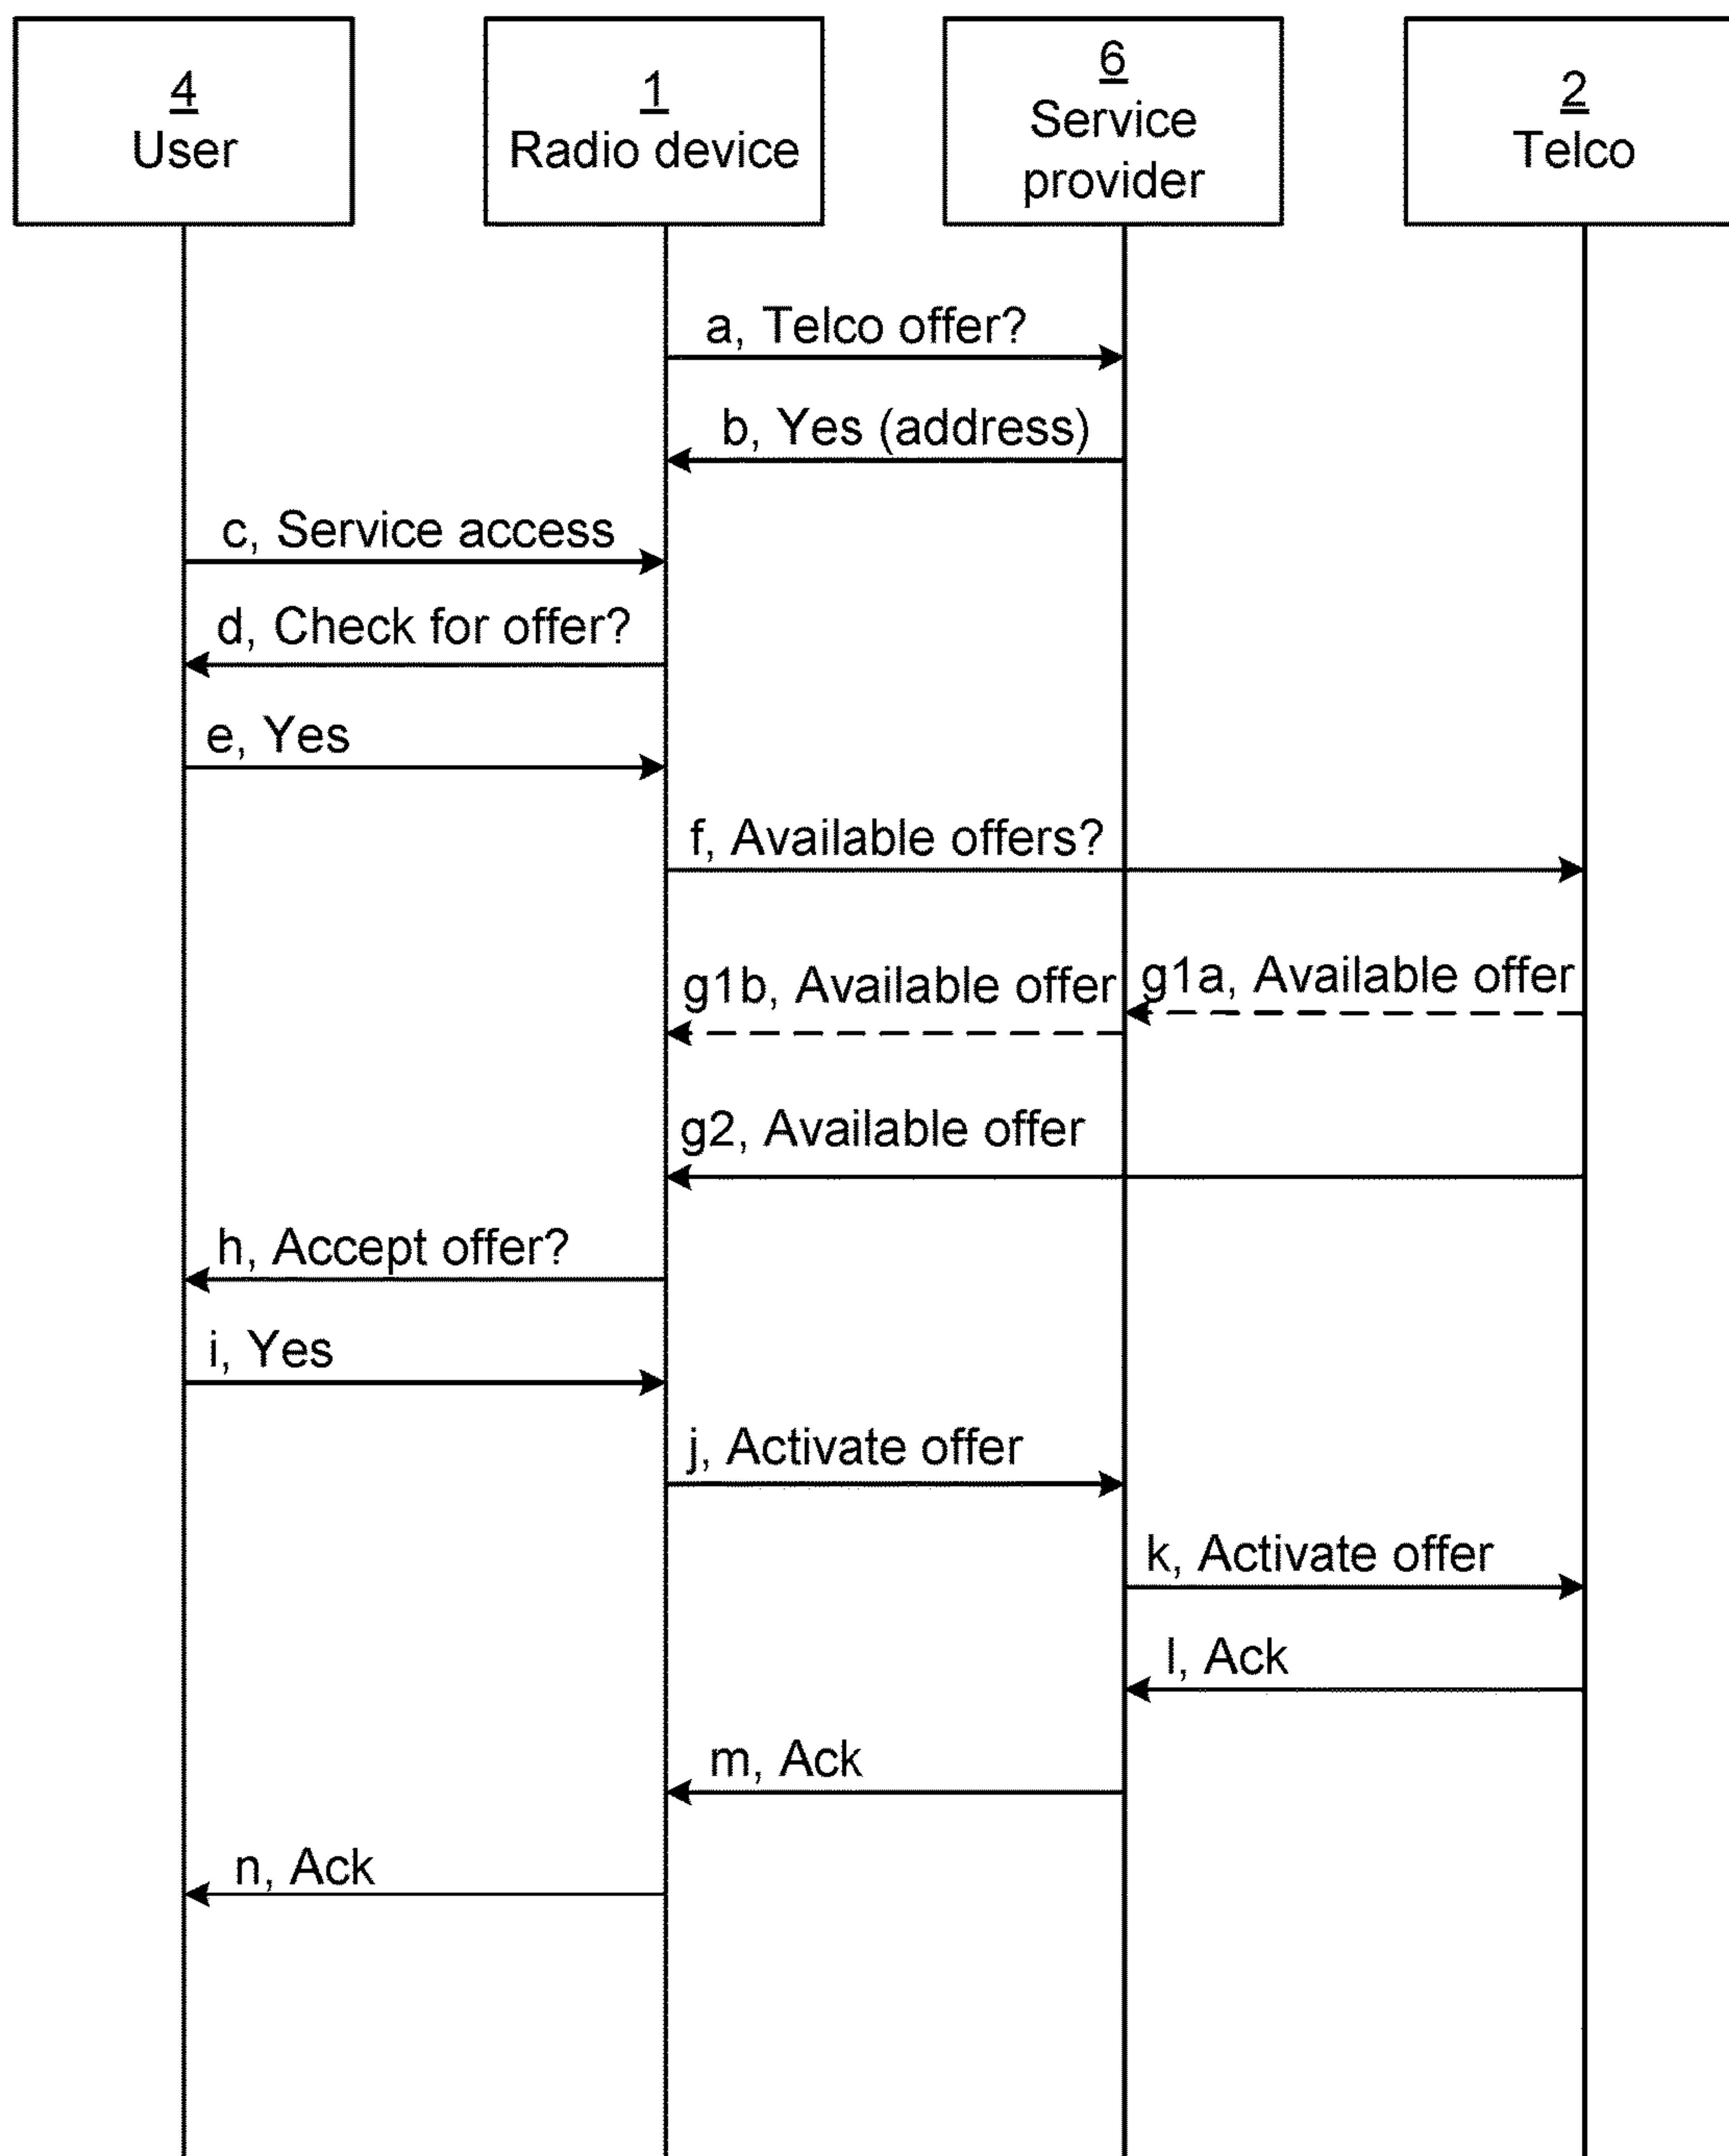 4
User
1
Radio device
6
Service
provider
2
Telco
a, Telco offer?
b, Yes (address)
c, Service access
d, Check for offer?
e, Yes
f, Available offers?
g1b, Available offer
g1a, Available offer
g2, Available offer
h, Accept offer?
i, Yes
j, Activate offer
k, Activate offer
l, Ack
m, Ack
n, Ack